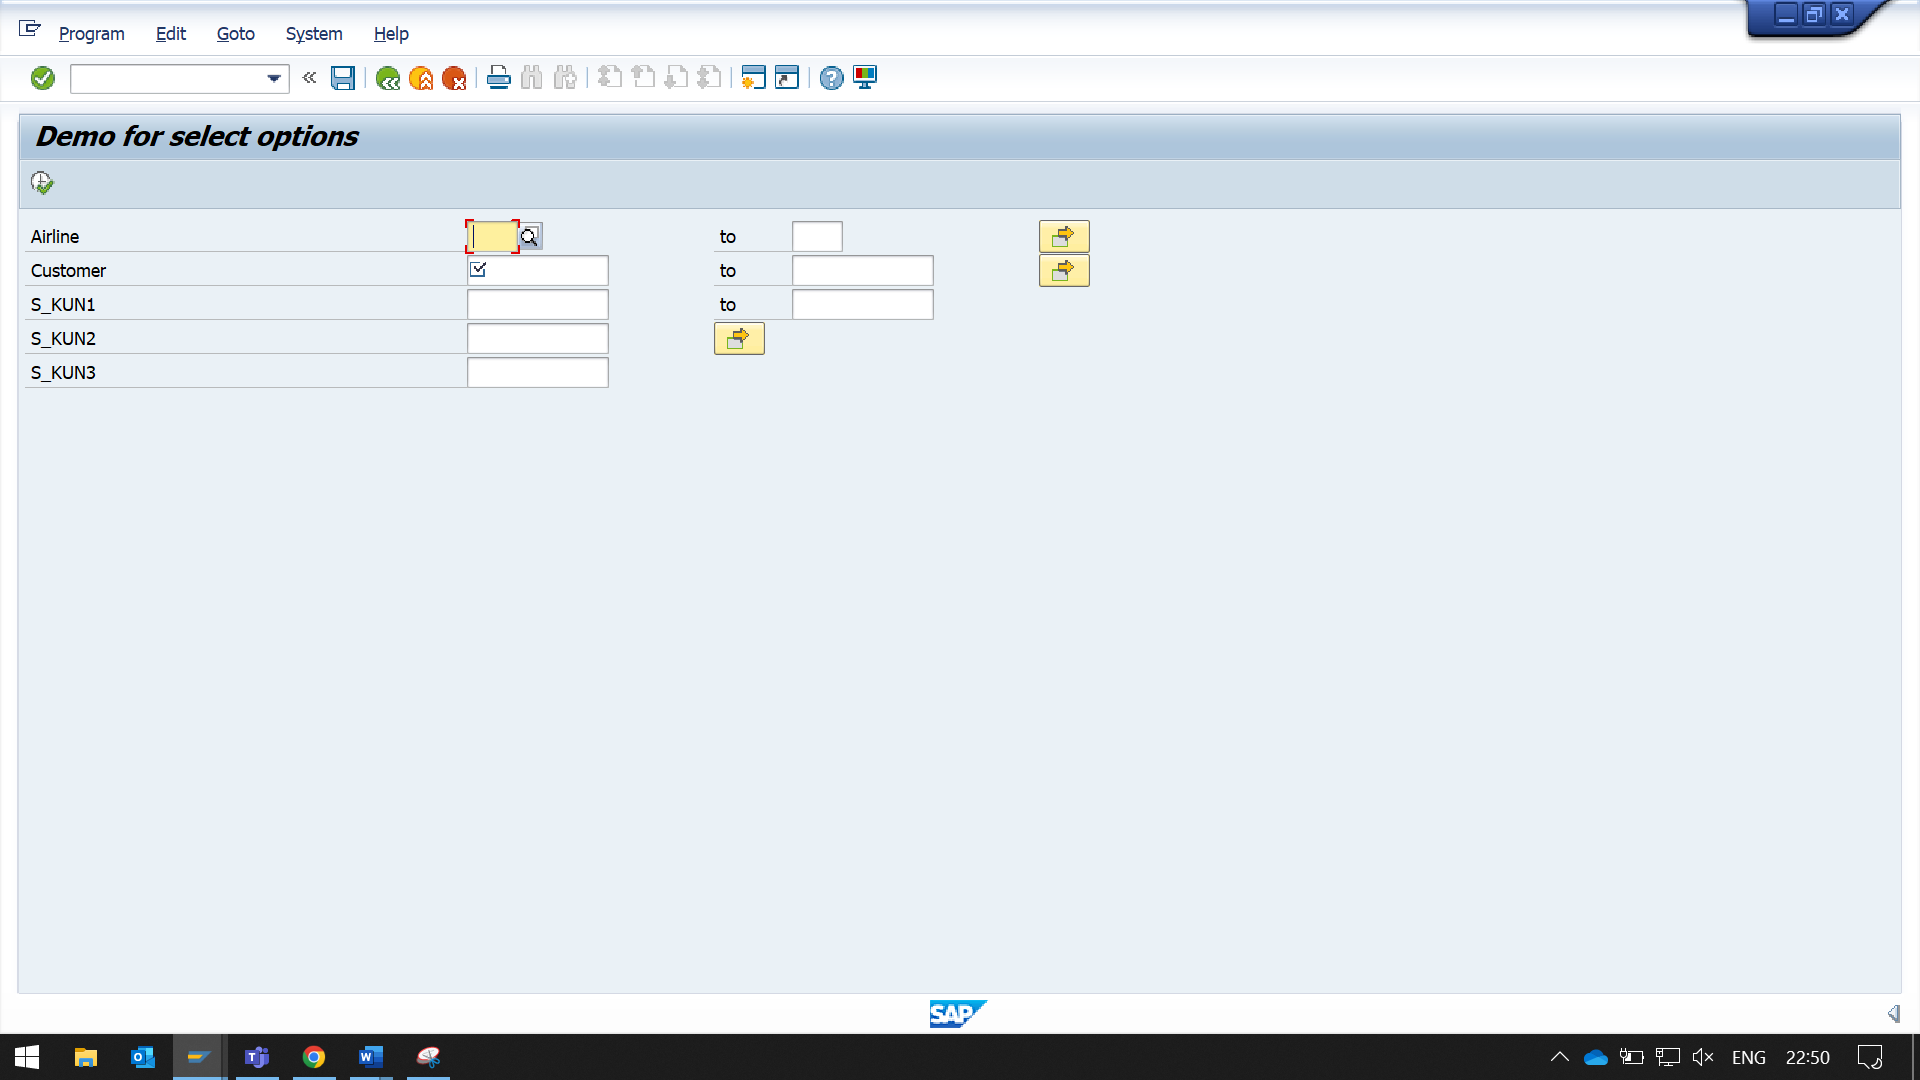 Program Edit Goto System Help
Demo for select options
Airline to
Customer to
S_KUN1 to
S_KUN2
S_KUN3
SAP
ENG 22:50